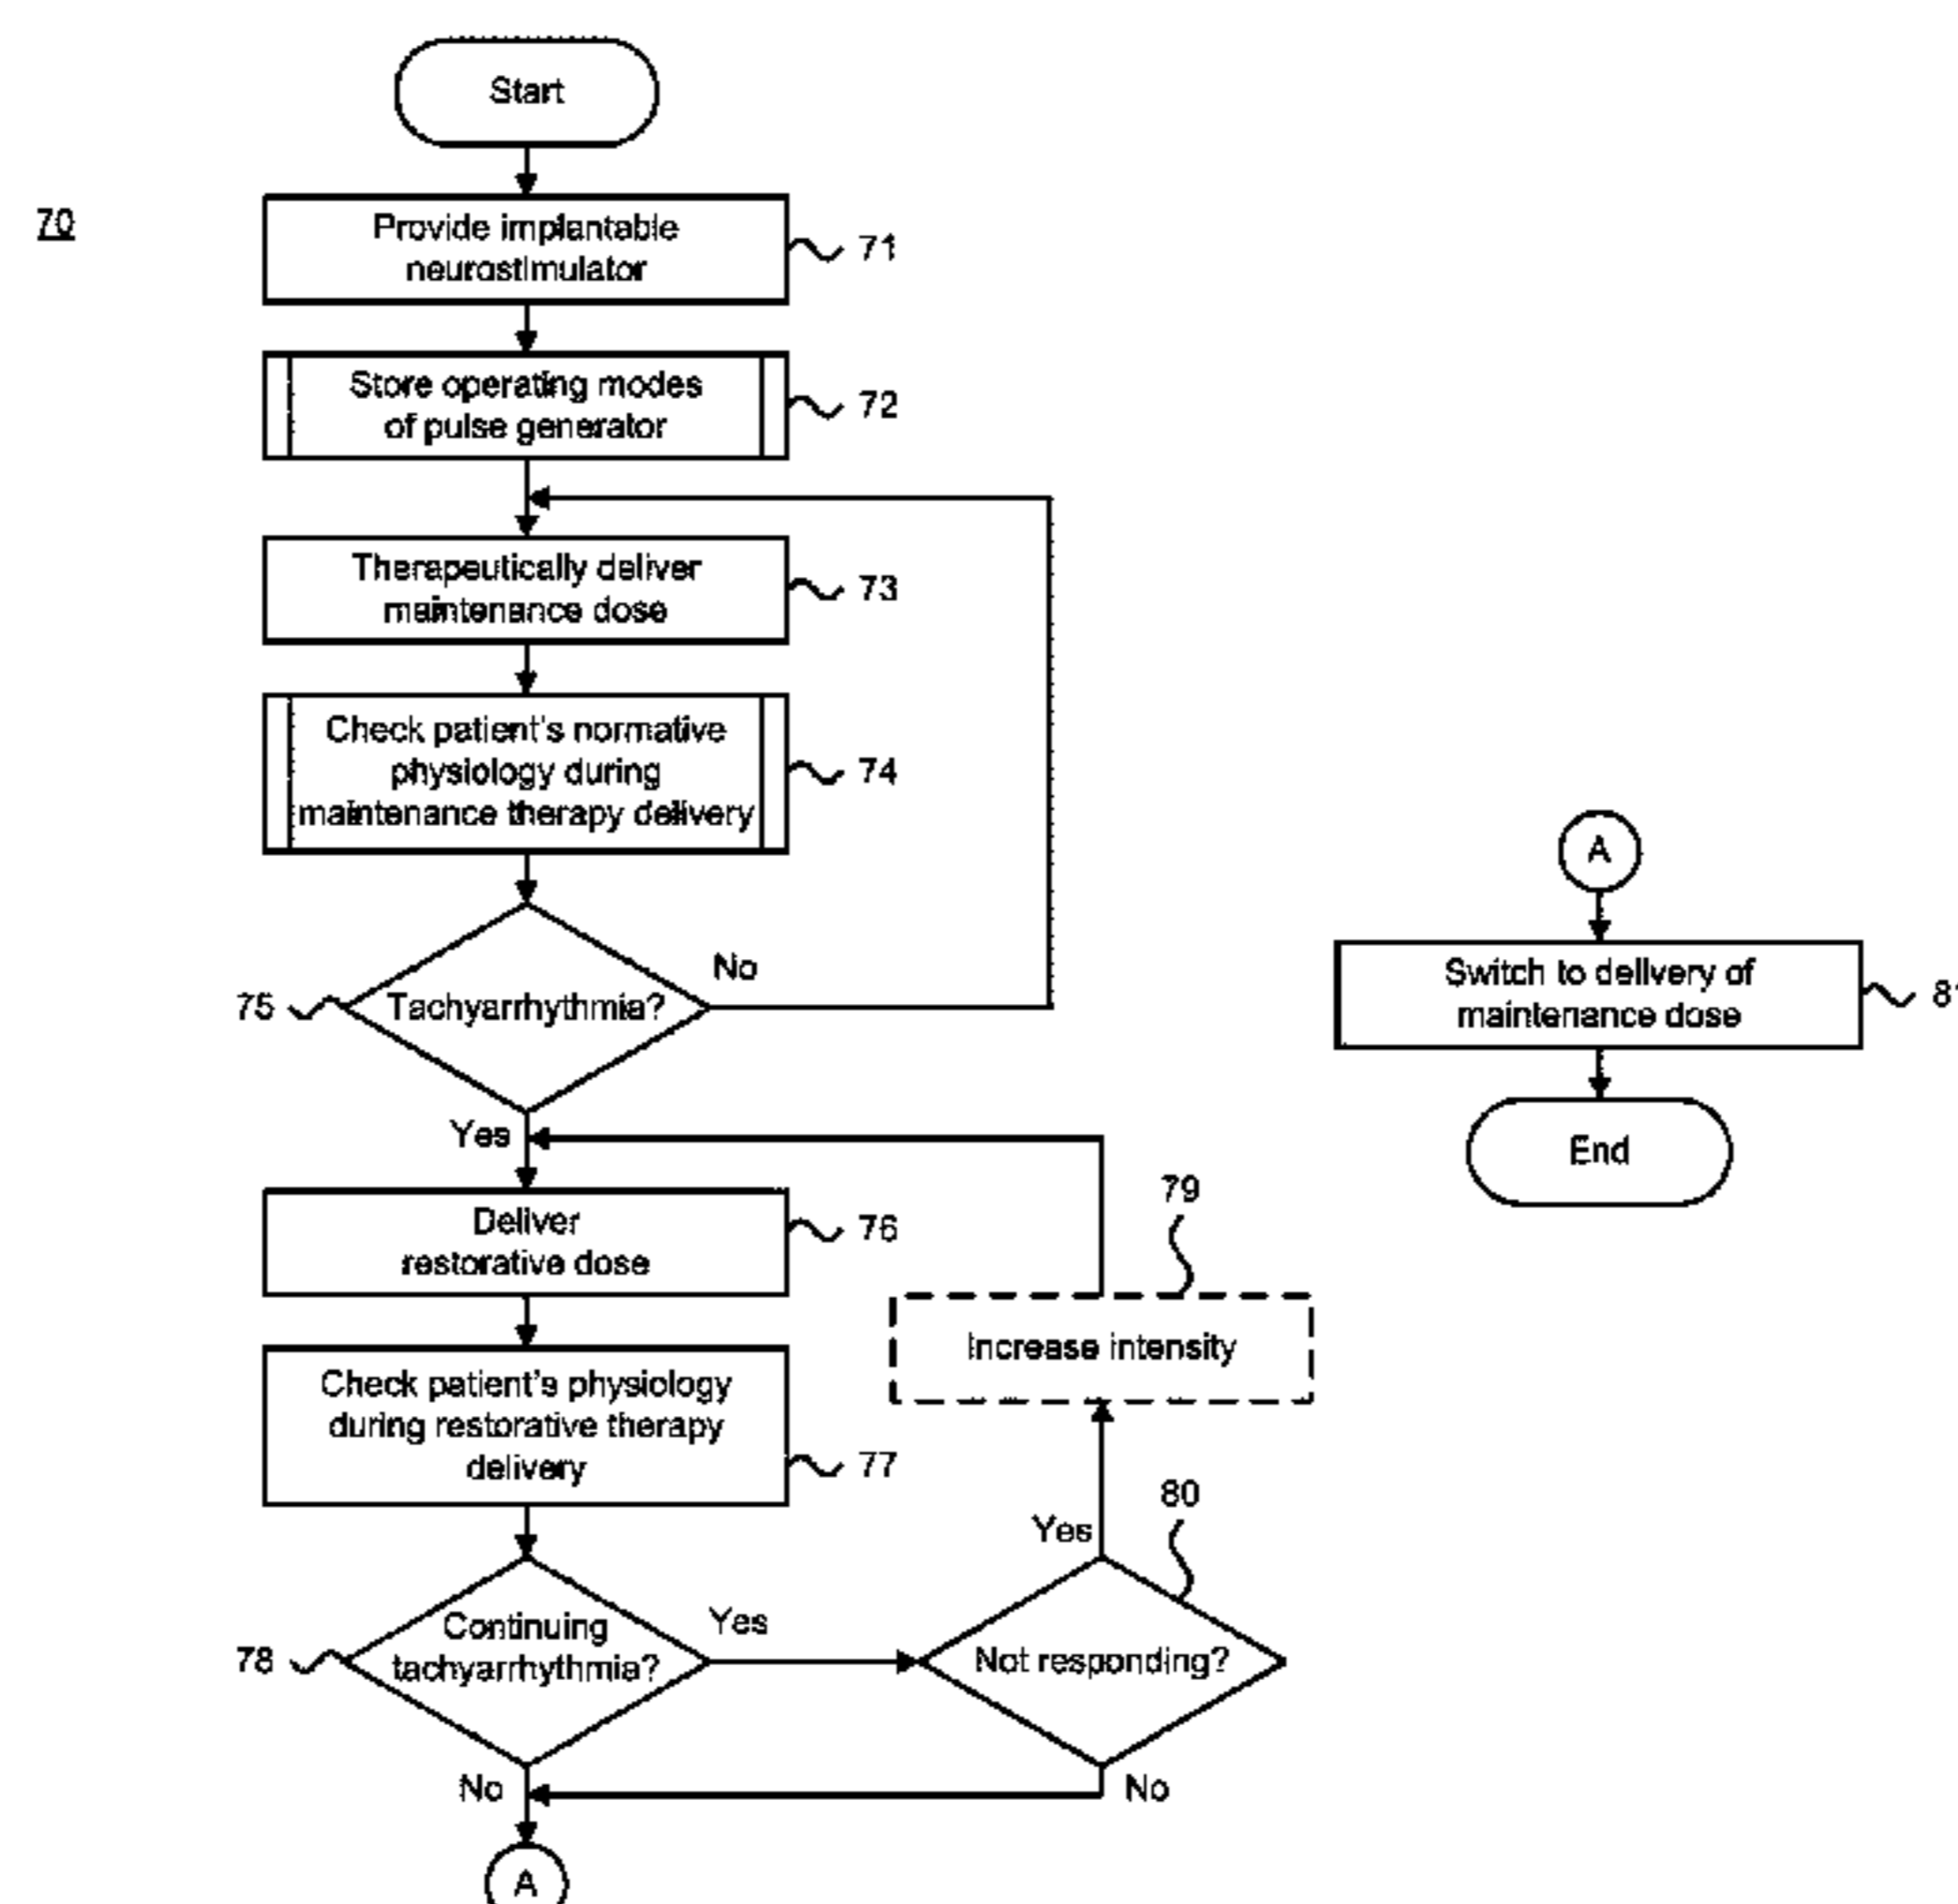 Start
70
Provide implantable
neurostimulator
71
Store operating modes
of pulse generator
72
Therapeutically deliver
maintenance dose
73
Check patient's normative
physiology during
maintenance therapy delivery
74
No
75
Tachyarrhythmia?
Yes
Deliver
restorative dose
76
79
Increase intensity
Check patient's physiology
during restorative therapy
delivery
77
80
Yes
Continuing
tachyarrhythmia?
78
Yes
Not responding?
No
No
A
A
Switch to delivery of
maintenance dose
81
End